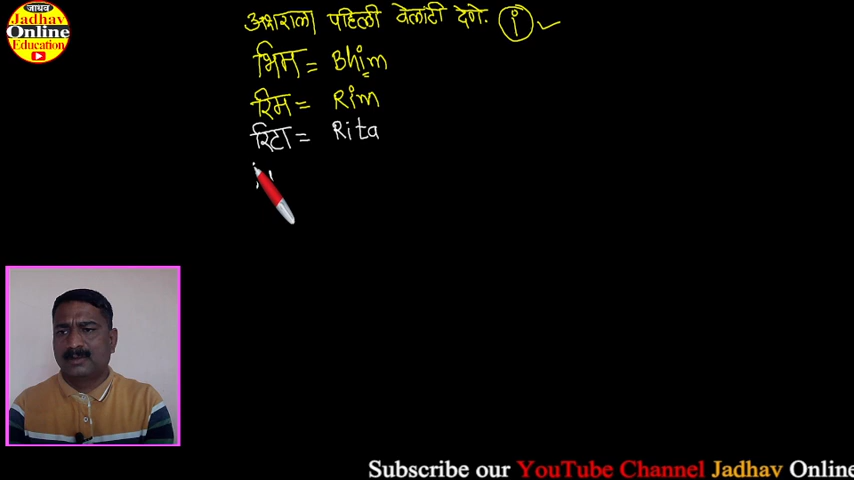 जाधव
Jadhav
Online
Education
अक्षराला पहिली वेलांटी देणे. i
भिम = Bhim
रिम = Rim
रिटा = Rita
Subscribe our YouTube Channel Jadhav Online